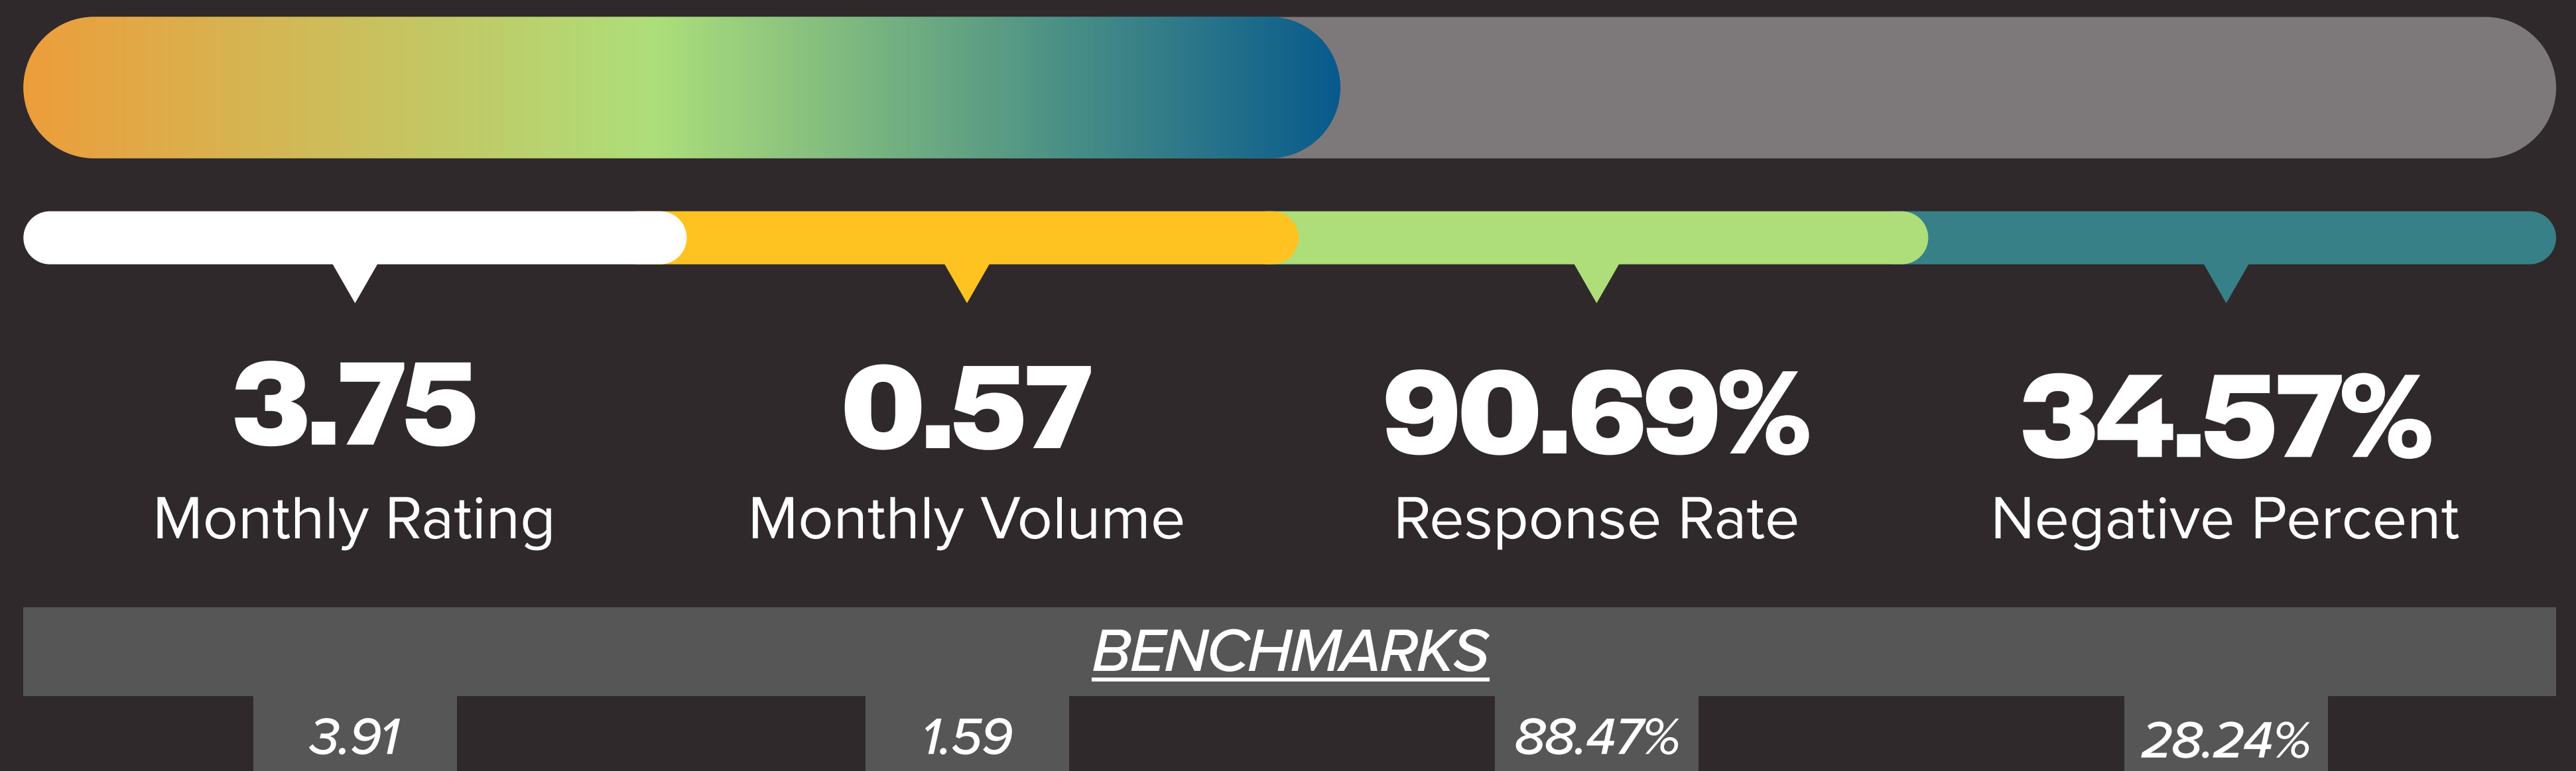 3.75 0.57 90.69% 34.57%
Monthly Rating Monthly Volume Response Rate Negative Percent
BENCHMARKS
3.91 1.59 88.47% 28.24%